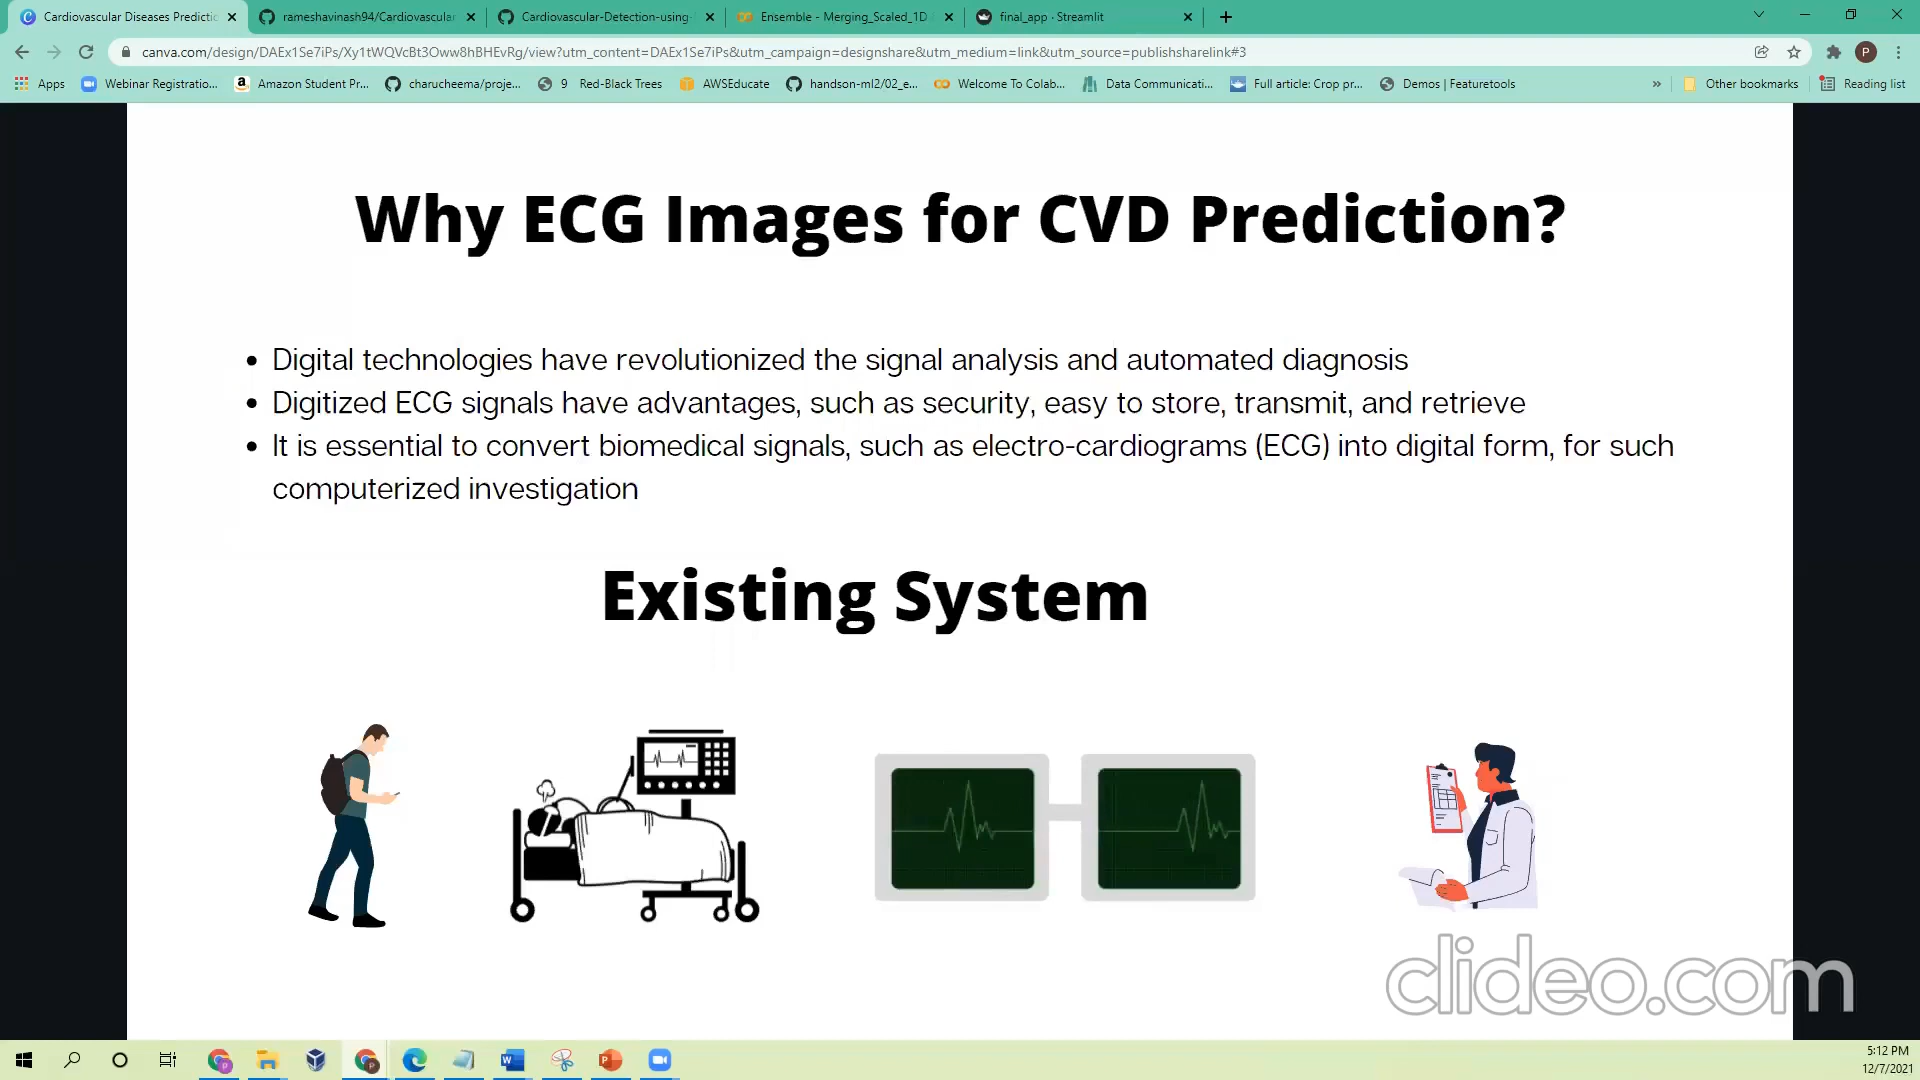 Cardiovascular Diseases Predictio
rameshavinash94/Cardiovascular
Cardiovascular-Detection-using-
Ensemble - Merging_Scaled_1D
final_app · Streamlit
canva.com/design/DAEx1Se7iPs/Xy1tWQVcBt3Oww8hBHEvRg/view?utm_content=DAEx1Se7iPs&utm_campaign=designshare&utm_medium=link&utm_source=publishsharelink#3
P
Apps
Webinar Registratio...
Amazon Student Pr...
charucheema/proje...
9 Red-Black Trees
AWSEducate
handson-ml2/02_e...
Welcome To Colab...
Data Communicati...
Full article: Crop pr...
Demos | Featuretools
»
Other bookmarks
Reading list
Why ECG Images for CVD Prediction?
• Digital technologies have revolutionized the signal analysis and automated diagnosis
• Digitized ECG signals have advantages, such as security, easy to store, transmit, and retrieve
• It is essential to convert biomedical signals, such as electro-cardiograms (ECG) into digital form, for such
computerized investigation
Existing System
clideo.com
5:12 PM
12/7/2021